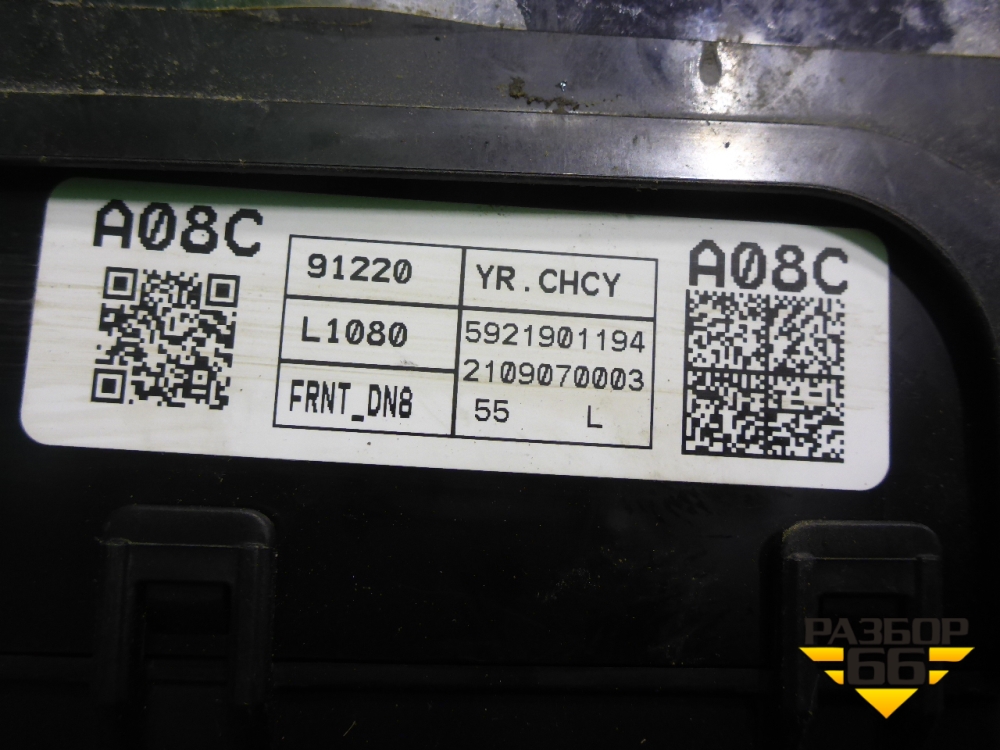 A08C
91220
L1080
FRNT_DN8
YR.CHCY
5921901194
2109070003
55 L
A08C
РАЗБОР
66